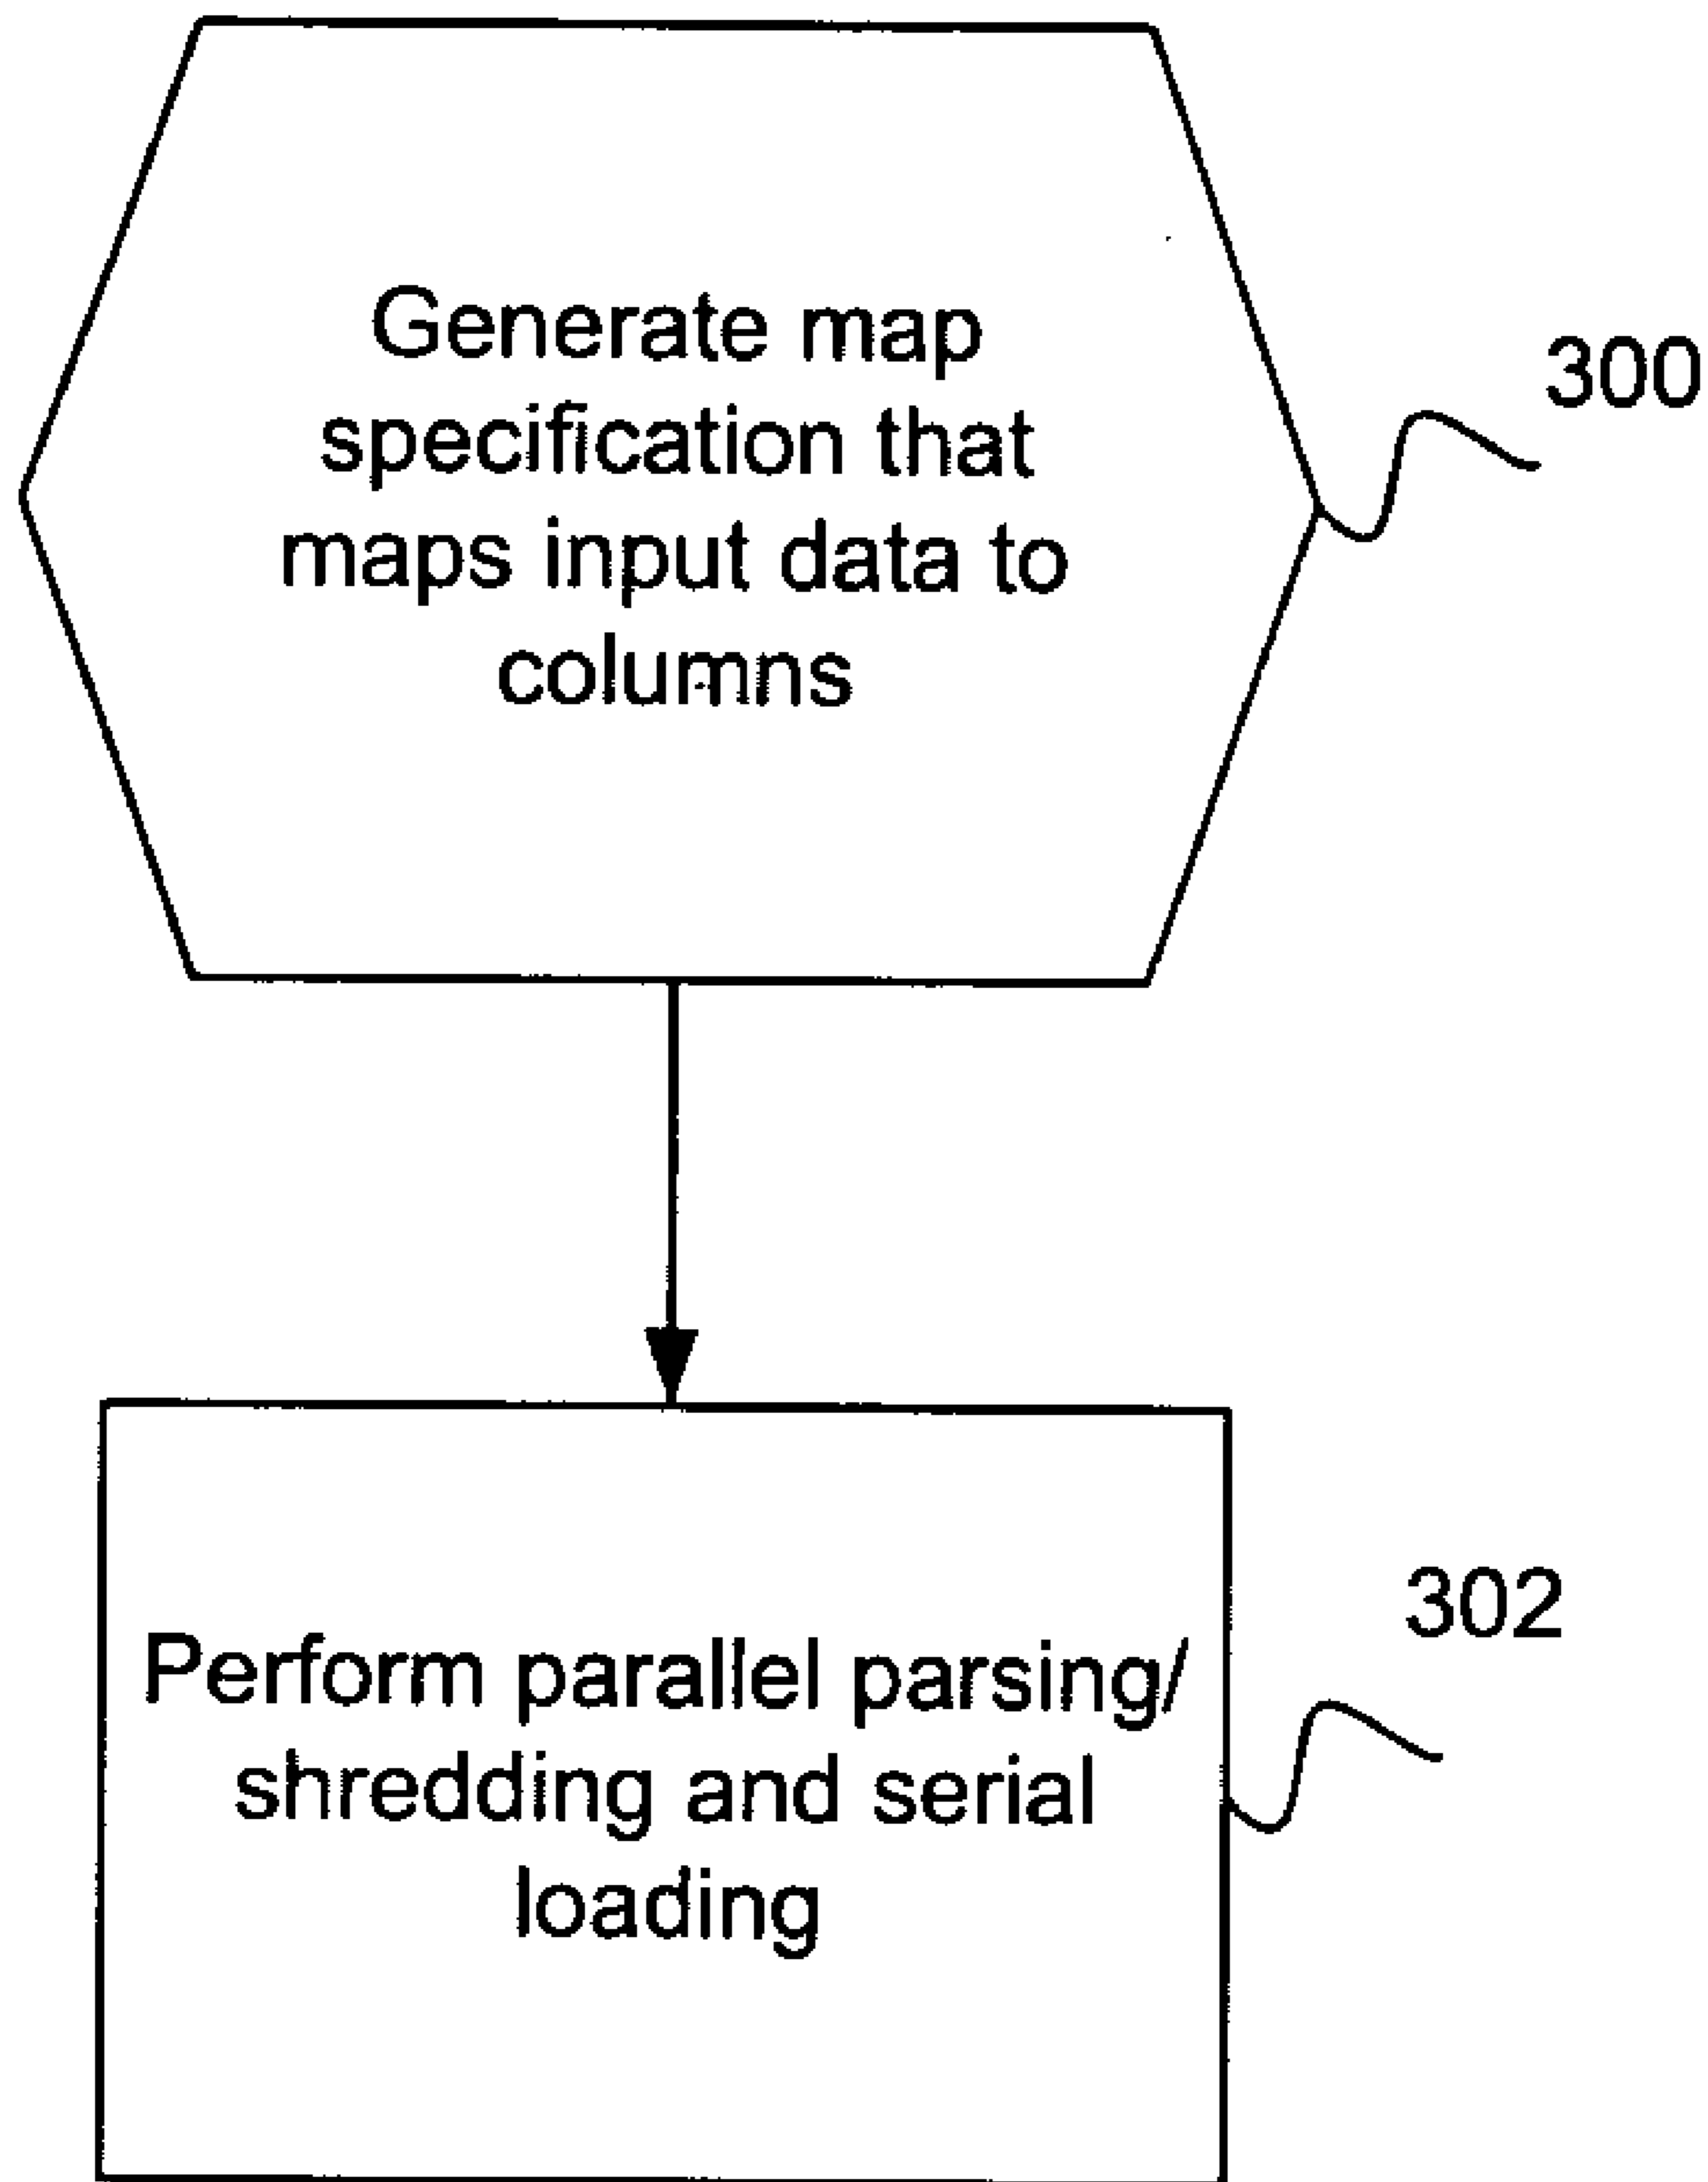 Generate map
specification that
maps input data to
columns
300
Perform parallel parsing/
shredding and serial
loading
302